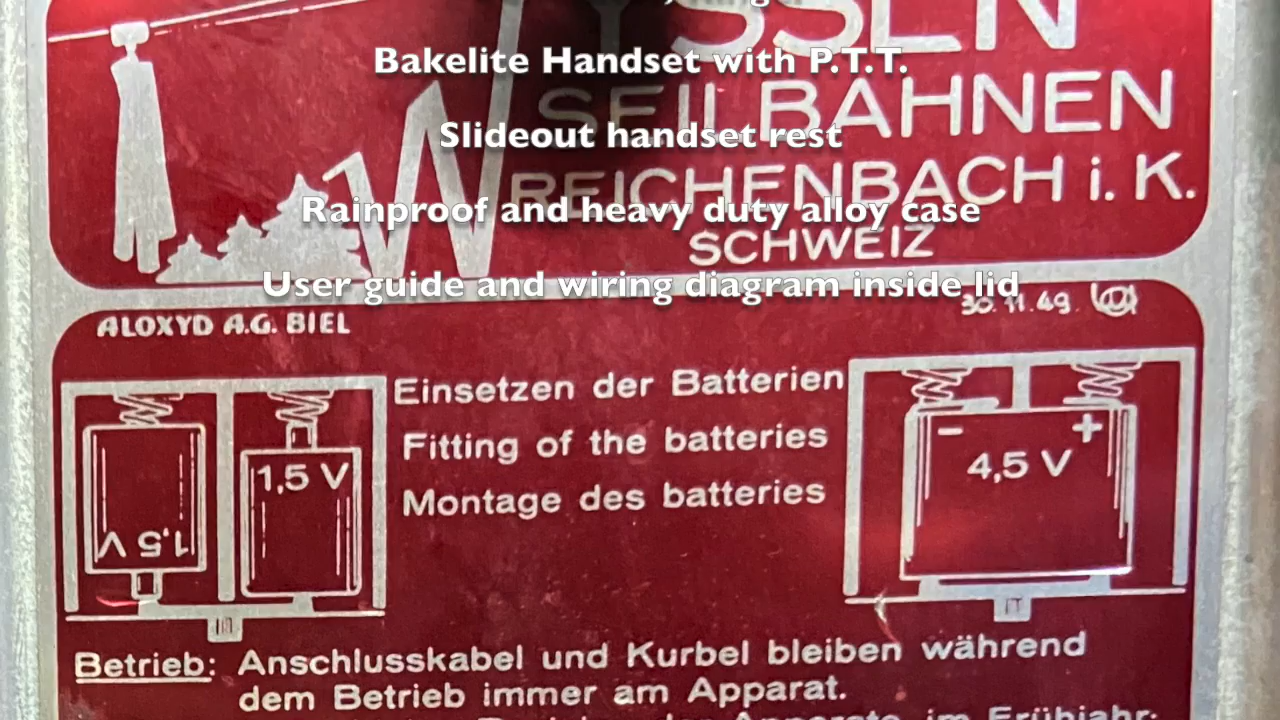 Bakelite Handset with P.T.T.
SEILBAHNEN
Slideout handset rest
REICHENBACH i. K.
Rainproof and heavy duty alloy case
SCHWEIZ
User guide and wiring diagram inside lid
30.11.49.
ALOXYD A.G. BIEL
Einsetzen der Batterien
Fitting of the batteries
Montage des batteries
1,5 V
1,5 V
- +
4,5 V
Betrieb: Anschlusskabel und Kurbel bleiben während
dem Betrieb immer am Apparat.